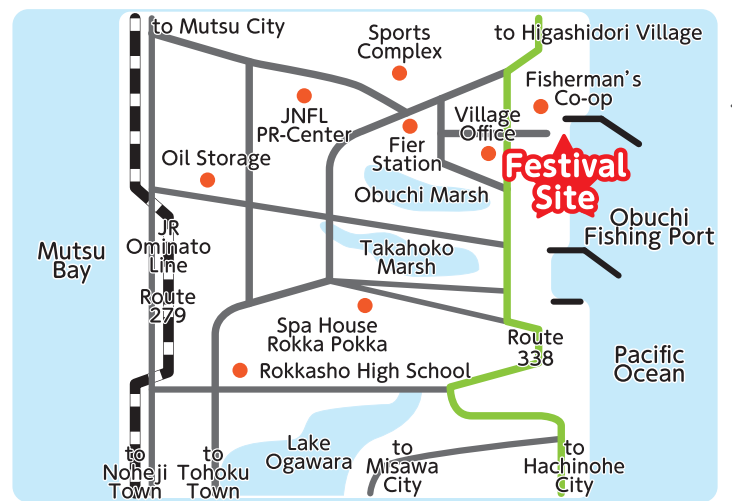 to Mutsu City
Sports
Complex
to Higashidori Village
Fisherman's
Co-op
JNFL
PR-Center
Village
Office
Fier
Station
Festival
Site
Oil Storage
Obuchi Marsh
Obuchi
Fishing Port
JR
Ominato
Line
Mutsu
Bay
Takahoko
Marsh
Route
279
Spa House
Rokka Pokka
Route
338
Pacific
Ocean
Rokkasho High School
Lake
Ogawara
to
Noheji
Town
to
Tohoku
Town
to
Misawa
City
to
Hachinohe
City